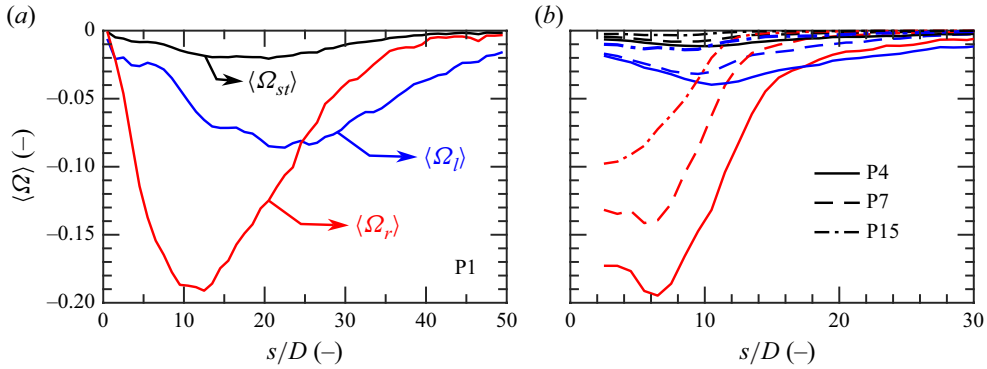 (a)
(b)
0
–0.05
–0.10
–0.15
–0.20
⟨Ω⟩ (–)
⟨Ω_st⟩
⟨Ω_l⟩
⟨Ω_r⟩
P1
0 10 20 30 40 50
s/D (–)
P4
P7
P15
0 10 20 30
s/D (–)